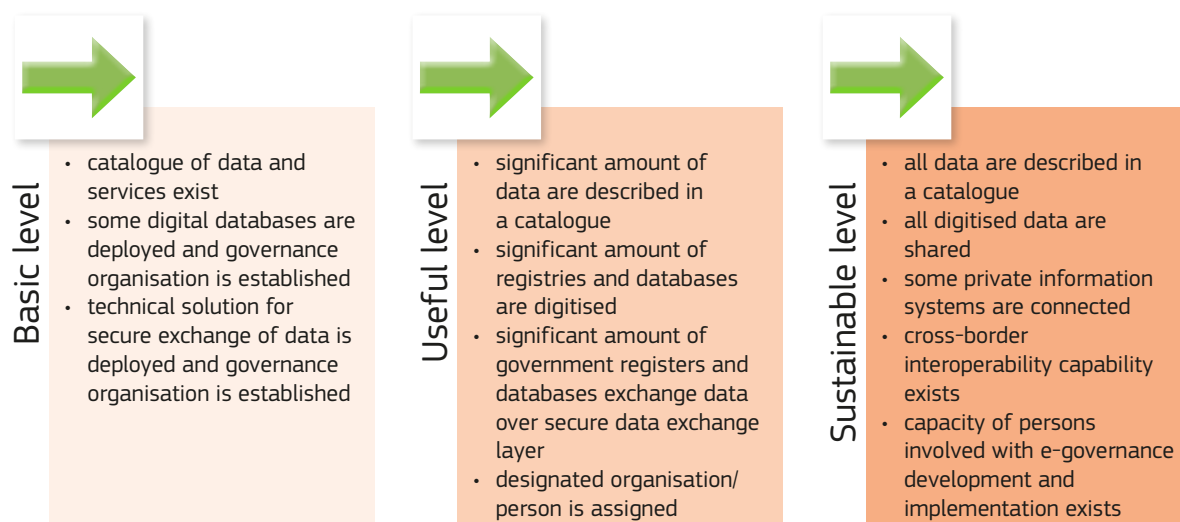 Basic level
• catalogue of data and
services exist
• some digital databases are
deployed and governance
organisation is established
• technical solution for
secure exchange of data is
deployed and governance
organisation is established
Useful level
• significant amount of
data are described in
a catalogue
• significant amount of
registries and databases
are digitised
• significant amount of
government registers and
databases exchange data
over secure data exchange
layer
• designated organisation/
person is assigned
Sustainable level
• all data are described in
a catalogue
• all digitised data are
shared
• some private information
systems are connected
• cross-border
interoperability capability
exists
• capacity of persons
involved with e-governance
development and
implementation exists